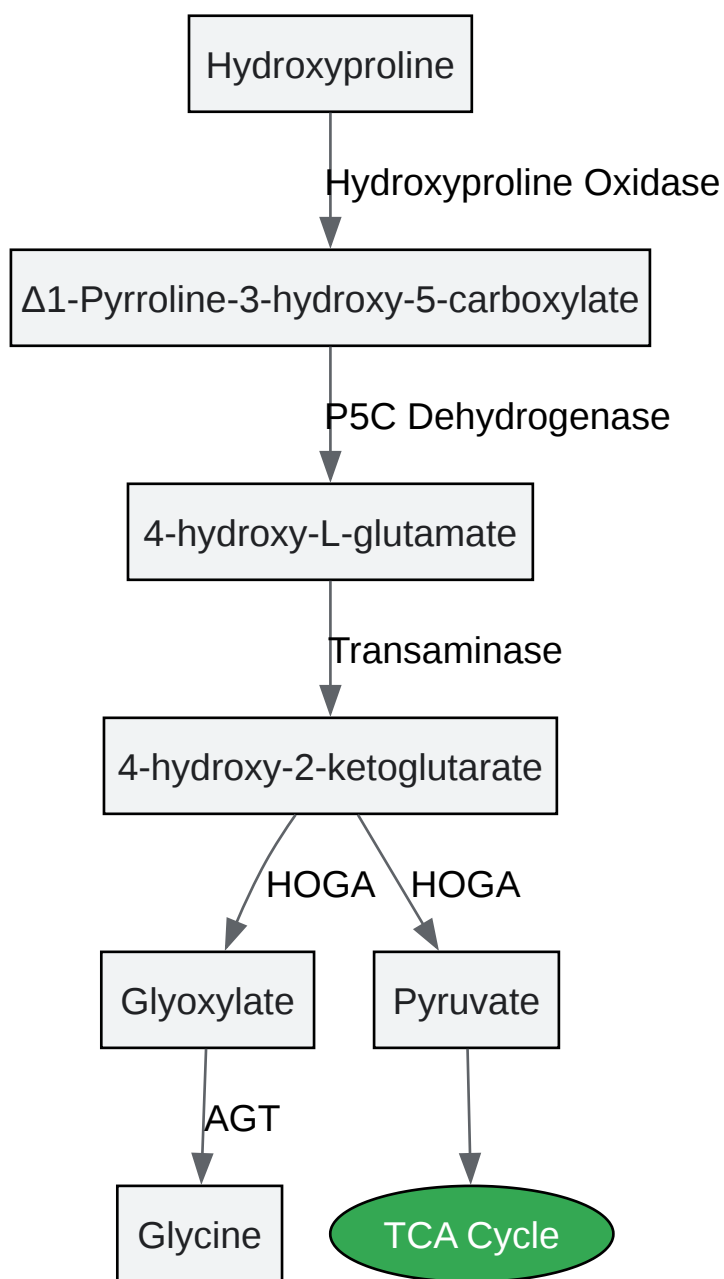 Hydroxyproline
Hydroxyproline Oxidase
Δ1-Pyrroline-3-hydroxy-5-carboxylate
P5C Dehydrogenase
4-hydroxy-L-glutamate
Transaminase
4-hydroxy-2-ketoglutarate
HOGA
HOGA
Glyoxylate
Pyruvate
AGT
Glycine
TCA Cycle